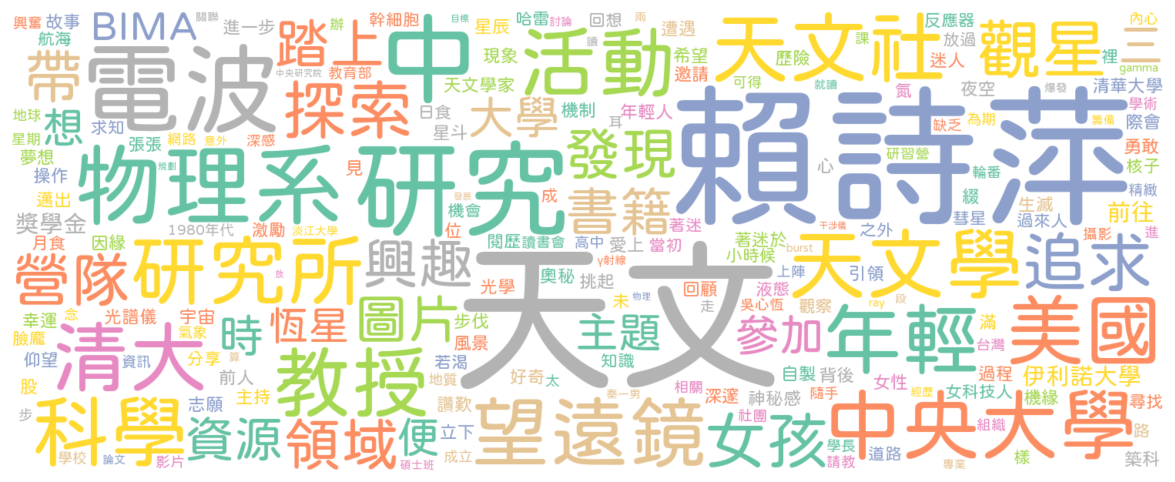 興奮 故事 BIMA 關聯 進一步 辦 幹細胞 目標 討論 星辰 哈雷 讀 回想 雨 遭遇 天文社 課 反應器 內心 三
航海 帶 電波 中央研究院 踏上 教育部 中 現象 天文學家 活動 希望 邀請 可得 歷險 就讀 觀星 放過 迷人 裡 gamma
地球 想 求知 網路 意外 探索 深感 日食 星斗 大學 機制 年輕人 耳 氮 夜空 爆發 清華大學 學術 籌備
星期 夢想 張張 規劃 見 發展 發現 賴詩萍 研習營 缺乏 為期 際會 勇敢 核子
操作 邁出 物理系 研究 成 機會 書籍 心 輪番 綴 彗星 生滅 精緻 前往
獎學金 1980年代 激勵 淡江大學 位 著迷 干涉儀 過來人 攝影 進
月食 因緣 研究所 興趣 閱歷 讀書會 高中 愛上 當初 著迷於 小時候 burst 之外 天文學 追求
營隊 放 光學 奧秘 挑起 γ射線 未 物理 回顧 走 上陣 液態 引領 ray 段
幸運 念 光譜儀 宇宙 恆星 圖片 步伐 天文 主題 吳心恆 觀察 年輕 滿 美國
臉龐 仰望 清大 氣象 資訊 時 風景 知識 參加 台灣
股 前人 分享 算 教授 若渴 地質 好奇 太 秦一男 相關 深邃 自製 神秘感 背後 隨手 女性 經歷 女科技人 過程 機緣 伊利諾大學 尋找
步 科學 志願 主持 讚歎 望遠鏡 社團 女孩 學長 中央大學 組織 樣 路
學校 論文 資源 影片 領域 碩士班 便 立下 成立 請教 道路 專業 築科